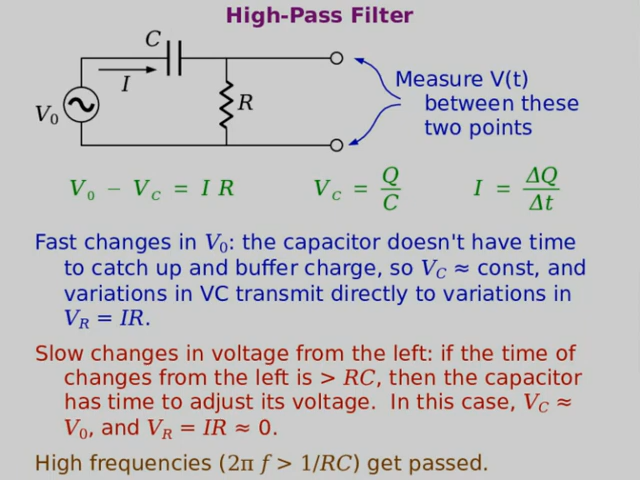 High-Pass Filter
C
I
R
V₀
Measure V(t)
between these
two points
V₀ − V_C = I R    V_C = Q/C    I = ΔQ/Δt
Fast changes in V₀: the capacitor doesn't have time
to catch up and buffer charge, so V_C ≈ const, and
variations in VC transmit directly to variations in
V_R = IR.
Slow changes in voltage from the left: if the time of
changes from the left is > RC, then the capacitor
has time to adjust its voltage. In this case, V_C ≈
V₀, and V_R = IR ≈ 0.
High frequencies (2π f > 1/RC) get passed.